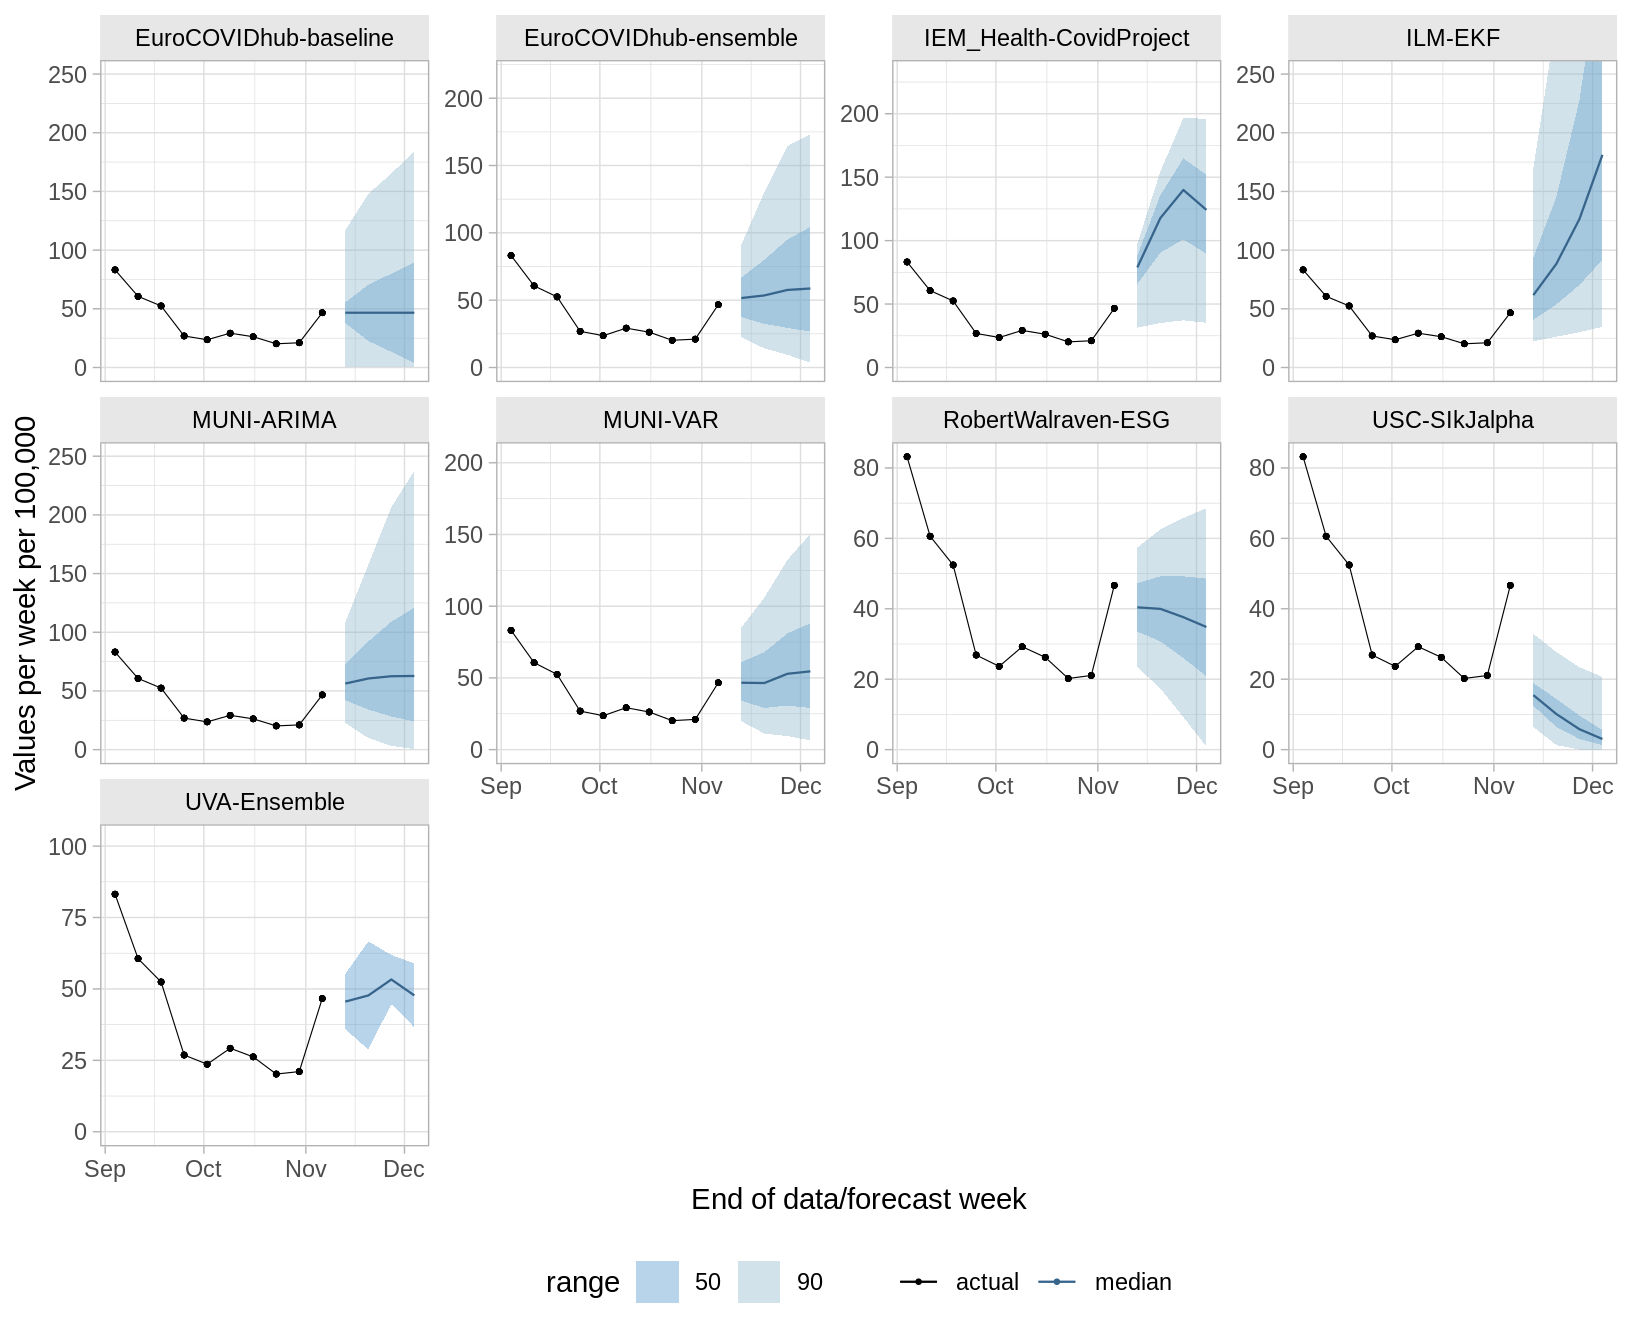 EuroCOVIDhub-baseline EuroCOVIDhub-ensemble IEM_Health-CovidProject ILM-EKF
250 200 150 100 50 0
200 150 100 50 0
200 150 100 50 0
250 200 150 100 50 0
Values per week per 100,000
MUNI-ARIMA MUNI-VAR RobertWalraven-ESG USC-SIkJalpha
250 200 150 100 50 0
200 150 100 50 0
80 60 40 20 0
80 60 40 20 0
Sep Oct Nov Dec Sep Oct Nov Dec Sep Oct Nov Dec
UVA-Ensemble
100 75 50 25 0
Sep Oct Nov Dec
End of data/forecast week
range 50 90 actual median